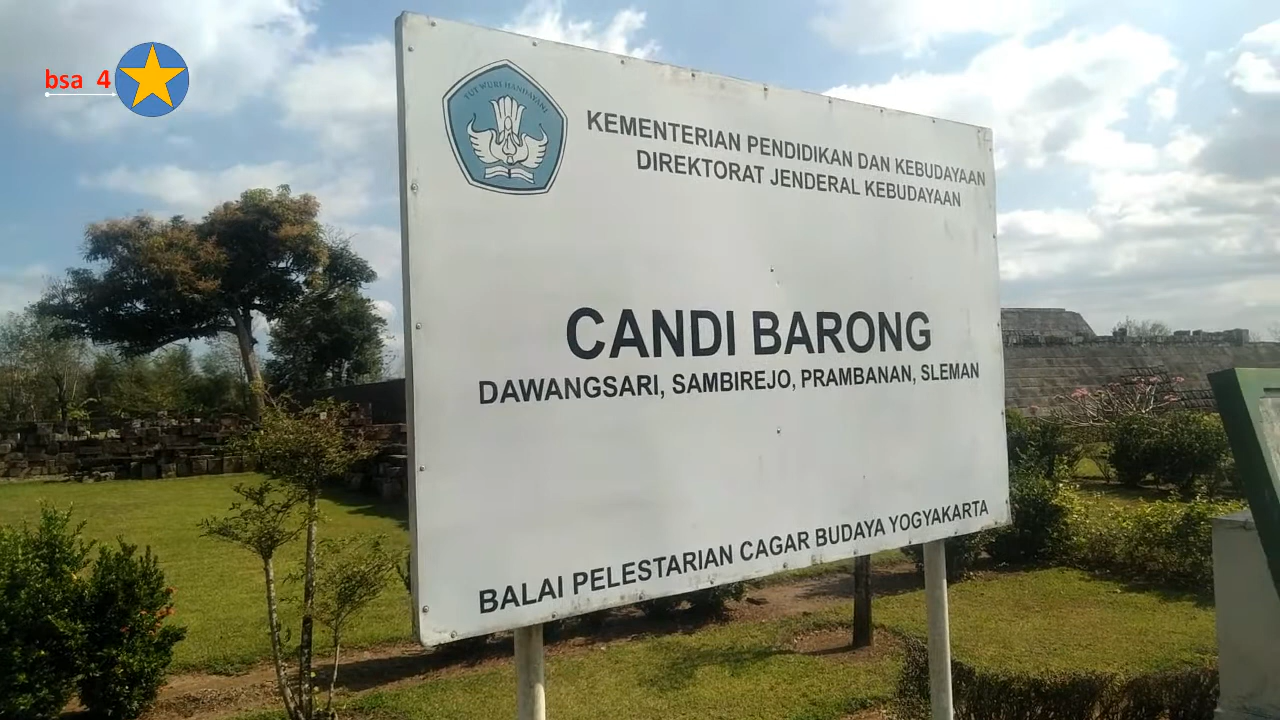 bsa 4
TUT WURI HANDAYANI
KEMENTERIAN PENDIDIKAN DAN KEBUDAYAAN
DIREKTORAT JENDERAL KEBUDAYAAN
CANDI BARONG
DAWANGSARI, SAMBIREJO, PRAMBANAN, SLEMAN
BALAI PELESTARIAN CAGAR BUDAYA YOGYAKARTA